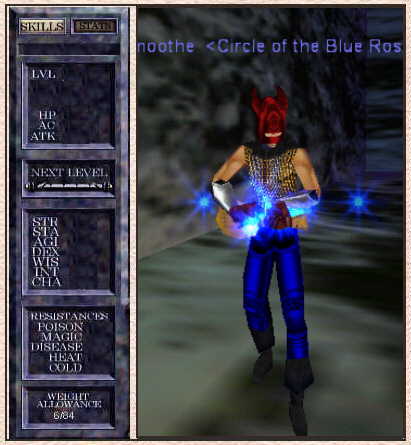 SKILLS STATS
noothe <Circle of the Blue Ros
LVL
HP
AC
ATK
NEXT LEVEL
STR
STA
AGI
DEX
WIS
INT
CHA
RESISTANCES
POISON
MAGIC
DISEASE
HEAT
COLD
WEIGHT
ALLOWANCE
6/84